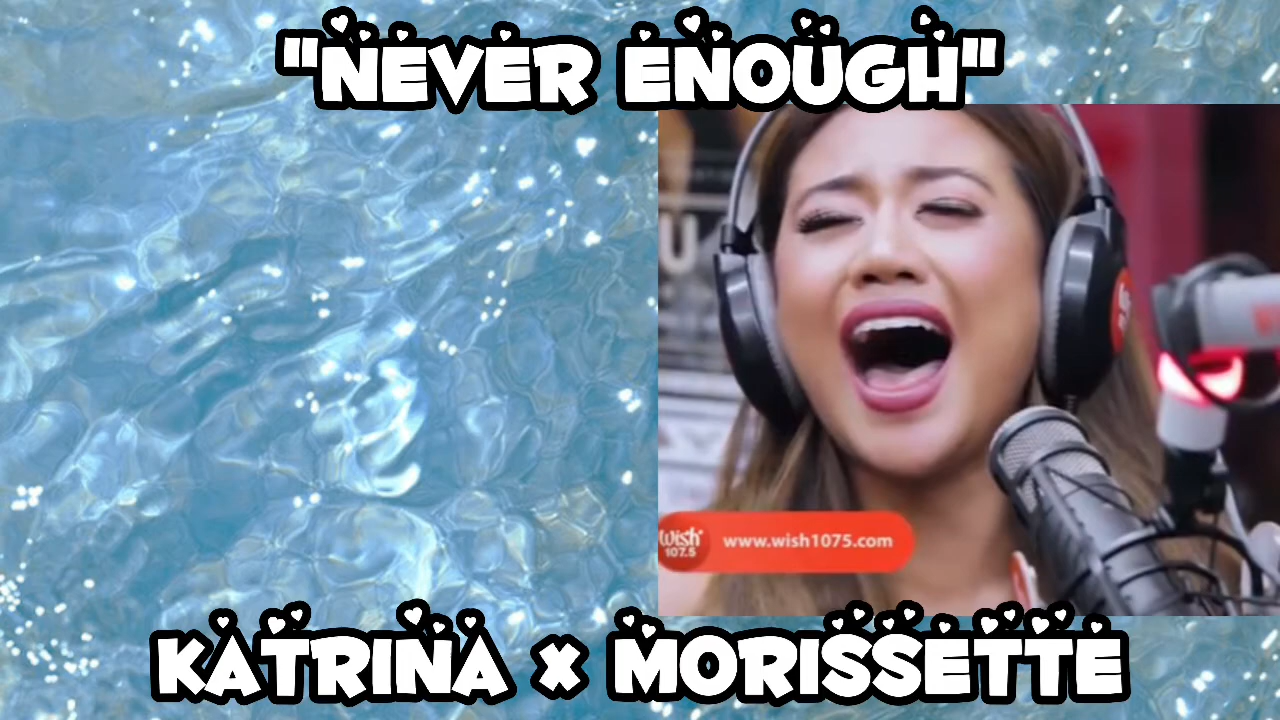 "NEVER ENOUGH"
U
wish
107.5
www.wish1075.com
KATRINA x MORISSETTE